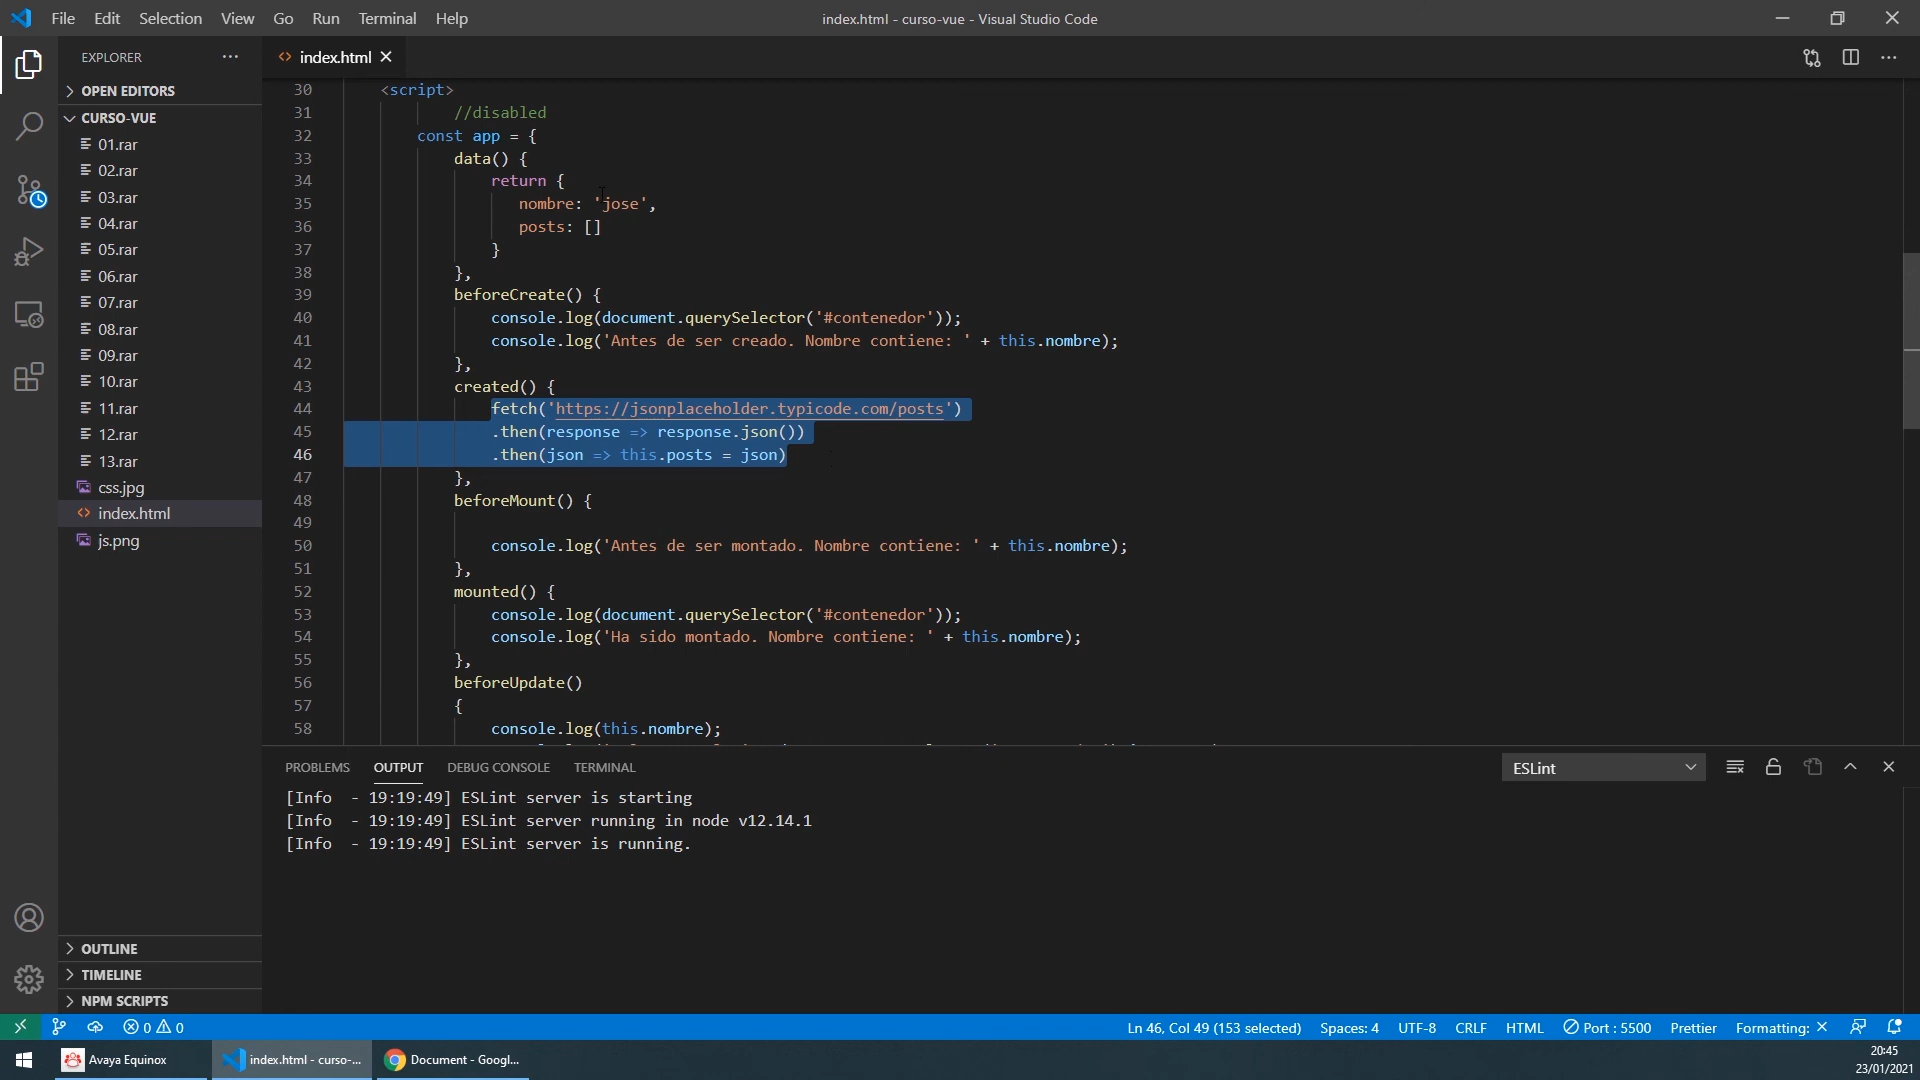 File Edit Selection View Go Run Terminal Help
index.html - curso-vue - Visual Studio Code
EXPLORER
index.html
OPEN EDITORS
CURSO-VUE
01.rar
02.rar
03.rar
04.rar
05.rar
06.rar
07.rar
08.rar
09.rar
10.rar
11.rar
12.rar
13.rar
css.jpg
index.html
js.png
OUTLINE
TIMELINE
NPM SCRIPTS
30 <script>
31 //disabled
32 const app = {
33 data() {
34 return {
35 nombre: 'jose',
36 posts: []
37 }
38 },
39 beforeCreate() {
40 console.log(document.querySelector('#contenedor'));
41 console.log('Antes de ser creado. Nombre contiene: ' + this.nombre);
42 },
43 created() {
44 fetch('https://jsonplaceholder.typicode.com/posts')
45 .then(response => response.json())
46 .then(json => this.posts = json)
47 },
48 beforeMount() {
49
50 console.log('Antes de ser montado. Nombre contiene: ' + this.nombre);
51 },
52 mounted() {
53 console.log(document.querySelector('#contenedor'));
54 console.log('Ha sido montado. Nombre contiene: ' + this.nombre);
55 },
56 beforeUpdate()
57 {
58 console.log(this.nombre);
PROBLEMS OUTPUT DEBUG CONSOLE TERMINAL
ESLint
[Info  - 19:19:49] ESLint server is starting
[Info  - 19:19:49] ESLint server running in node v12.14.1
[Info  - 19:19:49] ESLint server is running.
0 0
Ln 46, Col 49 (153 selected) Spaces: 4 UTF-8 CRLF HTML Port : 5500 Prettier Formatting: ×
Avaya Equinox
index.html - curso-...
Document - Googl...
20:45
23/01/2021